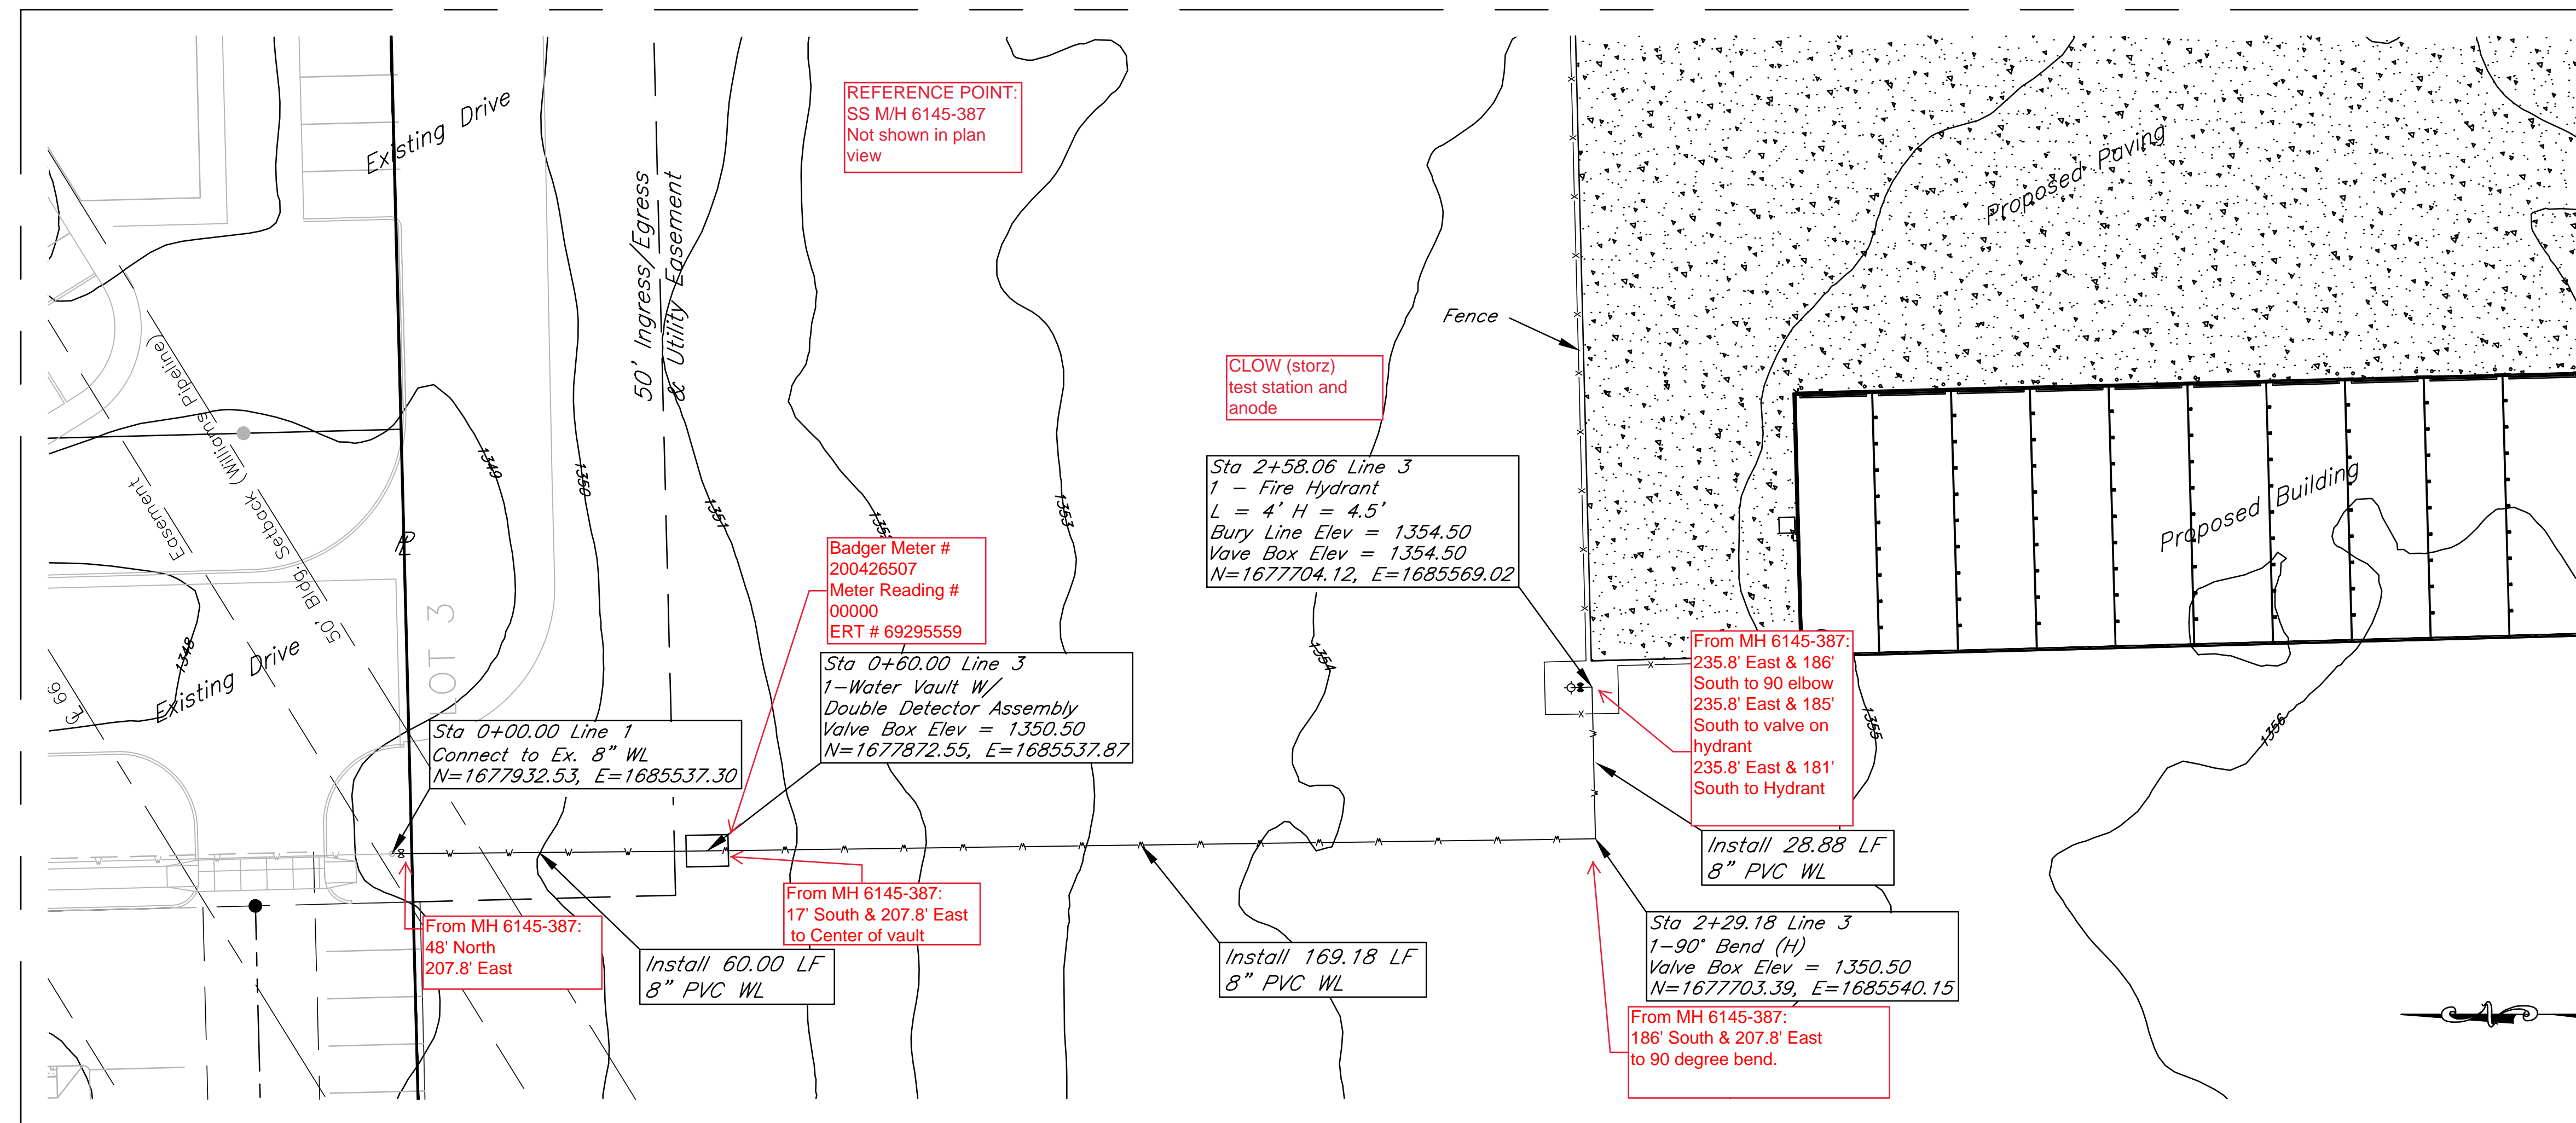 Existing Drive
REFERENCE POINT:
SS M/H 6145-387
Not shown in plan
view
50' Ingress/Egress
& Utility Easement
Proposed Paving
Fence
CLOW (storz)
test station and
anode
Easement
50' Bldg. Setback (Williams Pipeline)
1349
1350
1351
1353
Sta 2+58.06 Line 3
1 - Fire Hydrant
L = 4' H = 4.5'
Bury Line Elev = 1354.50
Vave Box Elev = 1354.50
N=1677704.12, E=1685569.02
Proposed Building
PL
Badger Meter #
200426507
Meter Reading #
00000
ERT # 69295559
LOT 3
1348
Existing Drive
℄ 66
Sta 0+60.00 Line 3
1-Water Vault W/
Double Detector Assembly
Valve Box Elev = 1350.50
N=1677872.55, E=1685537.87
1354
From MH 6145-387:
235.8' East & 186'
South to 90 elbow
235.8' East & 185'
South to valve on
hydrant
235.8' East & 181'
South to Hydrant
1355
1356
Sta 0+00.00 Line 1
Connect to Ex. 8" WL
N=1677932.53, E=1685537.30
8
W W W W W
Install 28.88 LF
8" PVC WL
From MH 6145-387:
17' South & 207.8' East
to Center of vault
From MH 6145-387:
48' North
207.8' East
Install 60.00 LF
8" PVC WL
Install 169.18 LF
8" PVC WL
Sta 2+29.18 Line 3
1-90° Bend (H)
Valve Box Elev = 1350.50
N=1677703.39, E=1685540.15
From MH 6145-387:
186' South & 207.8' East
to 90 degree bend.